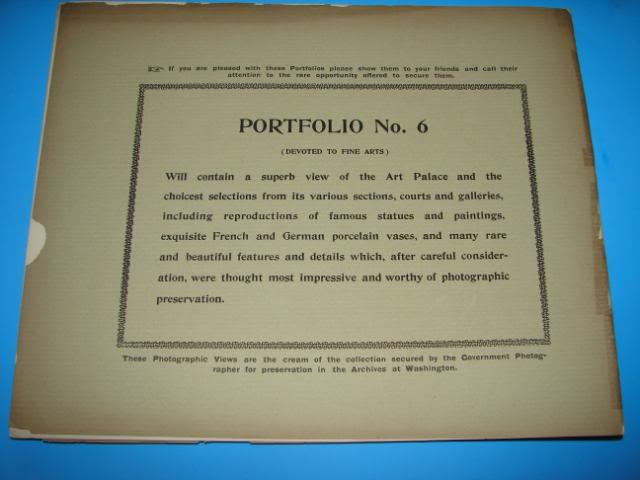 ☞ If you are pleased with these Portfolios please show them to your friends and call their
attention to the rare opportunity offered to secure them.
PORTFOLIO No. 6
(DEVOTED TO FINE ARTS)
Will contain a superb view of the Art Palace and the
choicest selections from its various sections, courts and galleries,
including reproductions of famous statues and paintings,
exquisite French and German porcelain vases, and many rare
and beautiful features and details which, after careful consider-
ation, were thought most impressive and worthy of photographic
preservation.
These Photographic Views are the cream of the collection secured by the Government Photog-
rapher for preservation in the Archives at Washington.